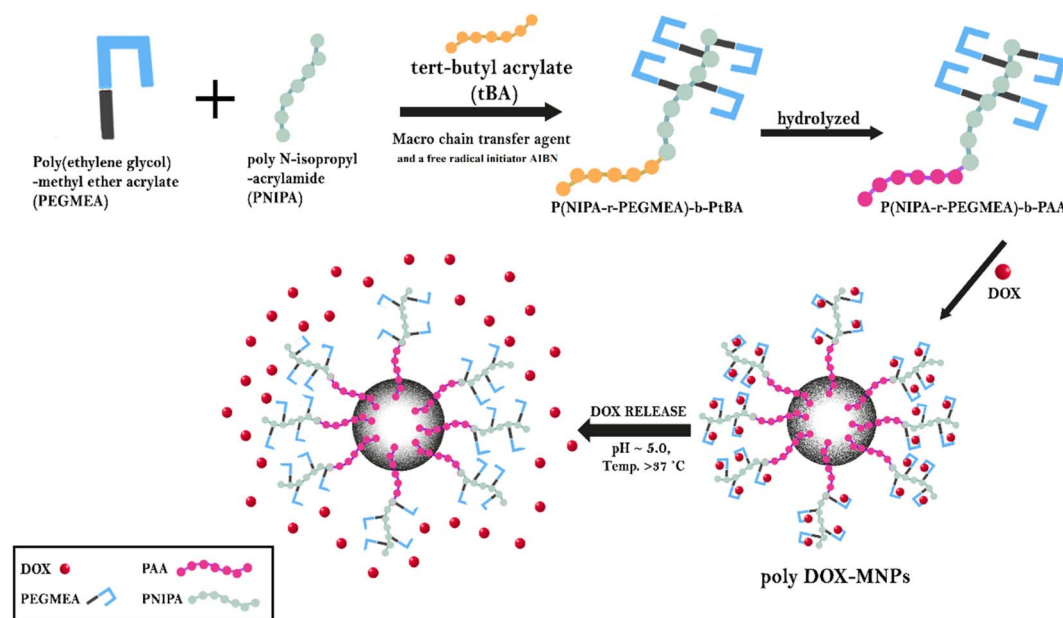 tert-butyl acrylate
(tBA)
Macro chain transfer agent
and a free radical initiator AIBN
hydrolyzed
Poly(ethylene glycol)
-methyl ether acrylate
(PEGMEA)
poly N-isopropyl
-acrylamide
(PNIPA)
P(NIPA-r-PEGMEA)-b-PtBA
P(NIPA-r-PEGMEA)-b-PAA
DOX
DOX RELEASE
pH ~ 5.0,
Temp. >37 °C
poly DOX-MNPs
DOX
PAA
PEGMEA
PNIPA